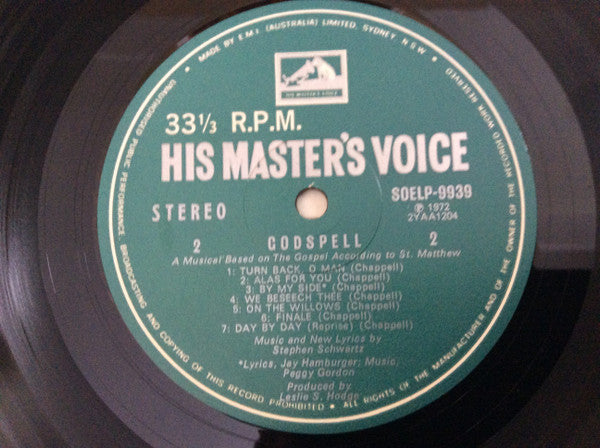 MADE BY E.M.I. (AUSTRALIA) LIMITED, SYDNEY, N·S·W·
UNAUTHORISED PUBLIC PERFORMANCE BROADCASTING AND COPYING OF THIS RECORD PROHIBITED · ALL RIGHTS OF THE MANUFACTURER AND OF THE OWNER OF THE RECORDED WORK RESERVED
HIS MASTER'S VOICE
33⅓ R.P.M.
HIS MASTER'S VOICE
STEREO
SOELP-9939
Ⓟ 1972
2YAA1204
2 GODSPELL 2
A Musical Based on The Gospel According to St. Matthew
1: TURN BACK, O MAN (Chappell)
2: ALAS FOR YOU (Chappell)
3: BY MY SIDE* (Chappell)
4: WE BESEECH THEE (Chappell)
5: ON THE WILLOWS (Chappell)
6: FINALE (Chappell)
7: DAY BY DAY (Reprise) (Chappell)
Music and New Lyrics by
Stephen Schwartz
*Lyrics, Jay Hamburger; Music,
Peggy Gordon
Produced by
Leslie S. Hodge